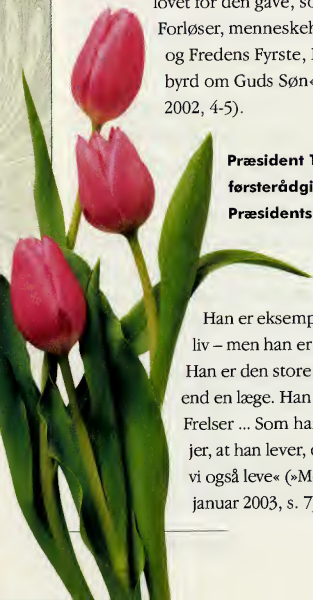 lovet for den gave, so
Forløser, menneskeh
og Fredens Fyrste, 
byrd om Guds Søn«
2002, 4-5).
Præsident T
førsterådgi
Præsidents
Han er eksemp
liv – men han er
Han er den store
end en læge. Han
Frelser ... Som ha
jer, at han lever, 
vi også leve« (»M
januar 2003, s. 7